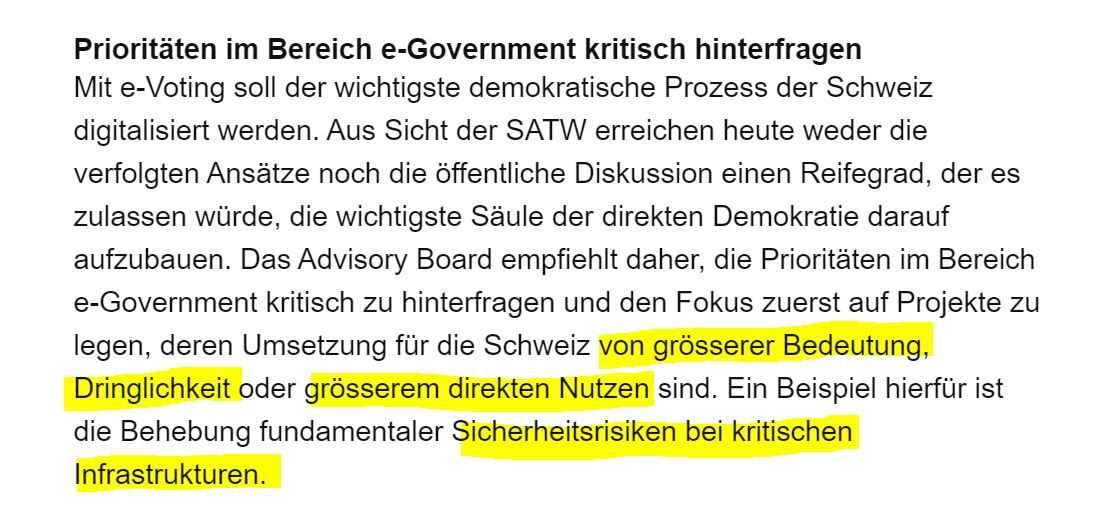 Prioritäten im Bereich e-Government kritisch hinterfragen
Mit e-Voting soll der wichtigste demokratische Prozess der Schweiz
digitalisiert werden. Aus Sicht der SATW erreichen heute weder die
verfolgten Ansätze noch die öffentliche Diskussion einen Reifegrad, der es
zulassen würde, die wichtigste Säule der direkten Demokratie darauf
aufzubauen. Das Advisory Board empfiehlt daher, die Prioritäten im Bereich
e-Government kritisch zu hinterfragen und den Fokus zuerst auf Projekte zu
legen, deren Umsetzung für die Schweiz von grösserer Bedeutung,
Dringlichkeit oder grösserem direkten Nutzen sind. Ein Beispiel hierfür ist
die Behebung fundamentaler Sicherheitsrisiken bei kritischen
Infrastrukturen.